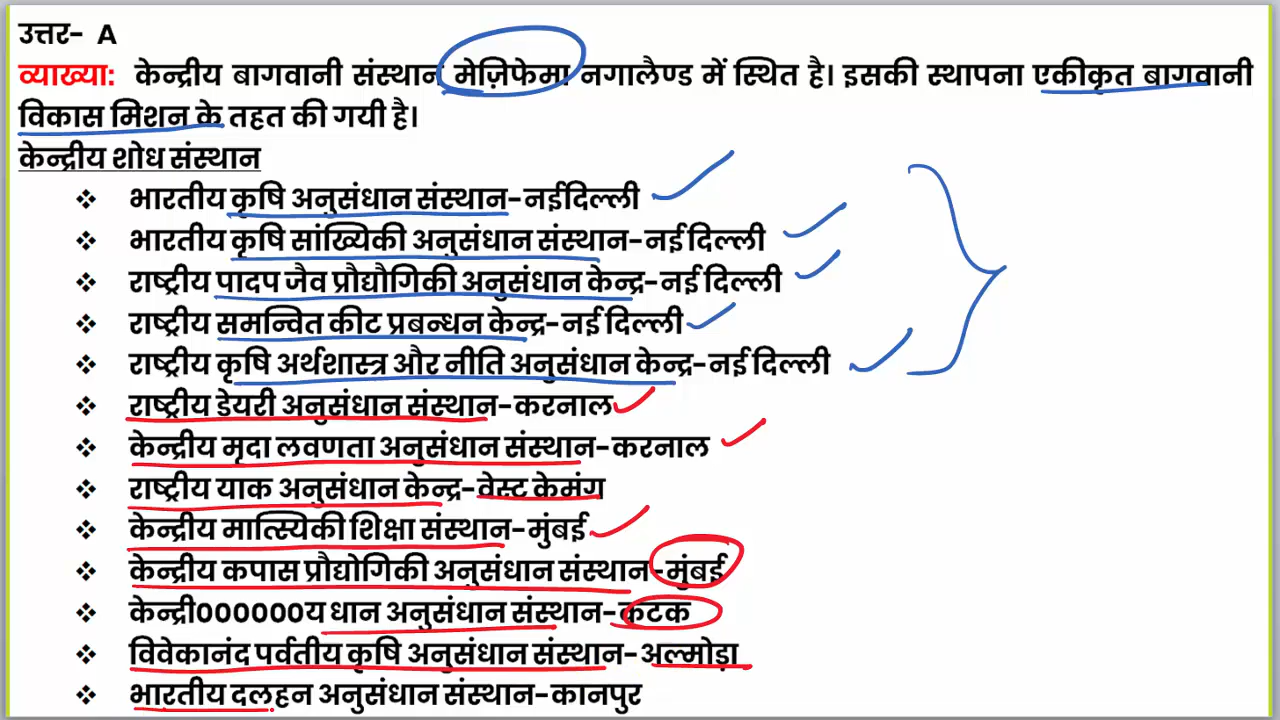 उत्तर- A
व्याख्या: केन्द्रीय बागवानी संस्थान मेज़िफेमा नगालैण्ड में स्थित है। इसकी स्थापना एकीकृत बागवानी
विकास मिशन के तहत की गयी है।
केन्द्रीय शोध संस्थान
❖ भारतीय कृषि अनुसंधान संस्थान-नईदिल्ली
❖ भारतीय कृषि सांख्यिकी अनुसंधान संस्थान-नई दिल्ली
❖ राष्ट्रीय पादप जैव प्रौद्यौगिकी अनुसंधान केन्द्र-नई दिल्ली
❖ राष्ट्रीय समन्वित कीट प्रबन्धन केन्द्र-नई दिल्ली
❖ राष्ट्रीय कृषि अर्थशास्त्र और नीति अनुसंधान केन्द्र-नई दिल्ली
❖ राष्ट्रीय डेयरी अनुसंधान संस्थान-करनाल
❖ केन्द्रीय मृदा लवणता अनुसंधान संस्थान-करनाल
❖ राष्ट्रीय याक अनुसंधान केन्द्र-वेस्ट केमंग
❖ केन्द्रीय मात्स्यिकी शिक्षा संस्थान-मुंबई
❖ केन्द्रीय कपास प्रौद्योगिकी अनुसंधान संस्थान-मुंबई
❖ केन्द्री000000य धान अनुसंधान संस्थान-कटक
❖ विवेकानंद पर्वतीय कृषि अनुसंधान संस्थान-अल्मोड़ा
❖ भारतीय दलहन अनुसंधान संस्थान-कानपुर